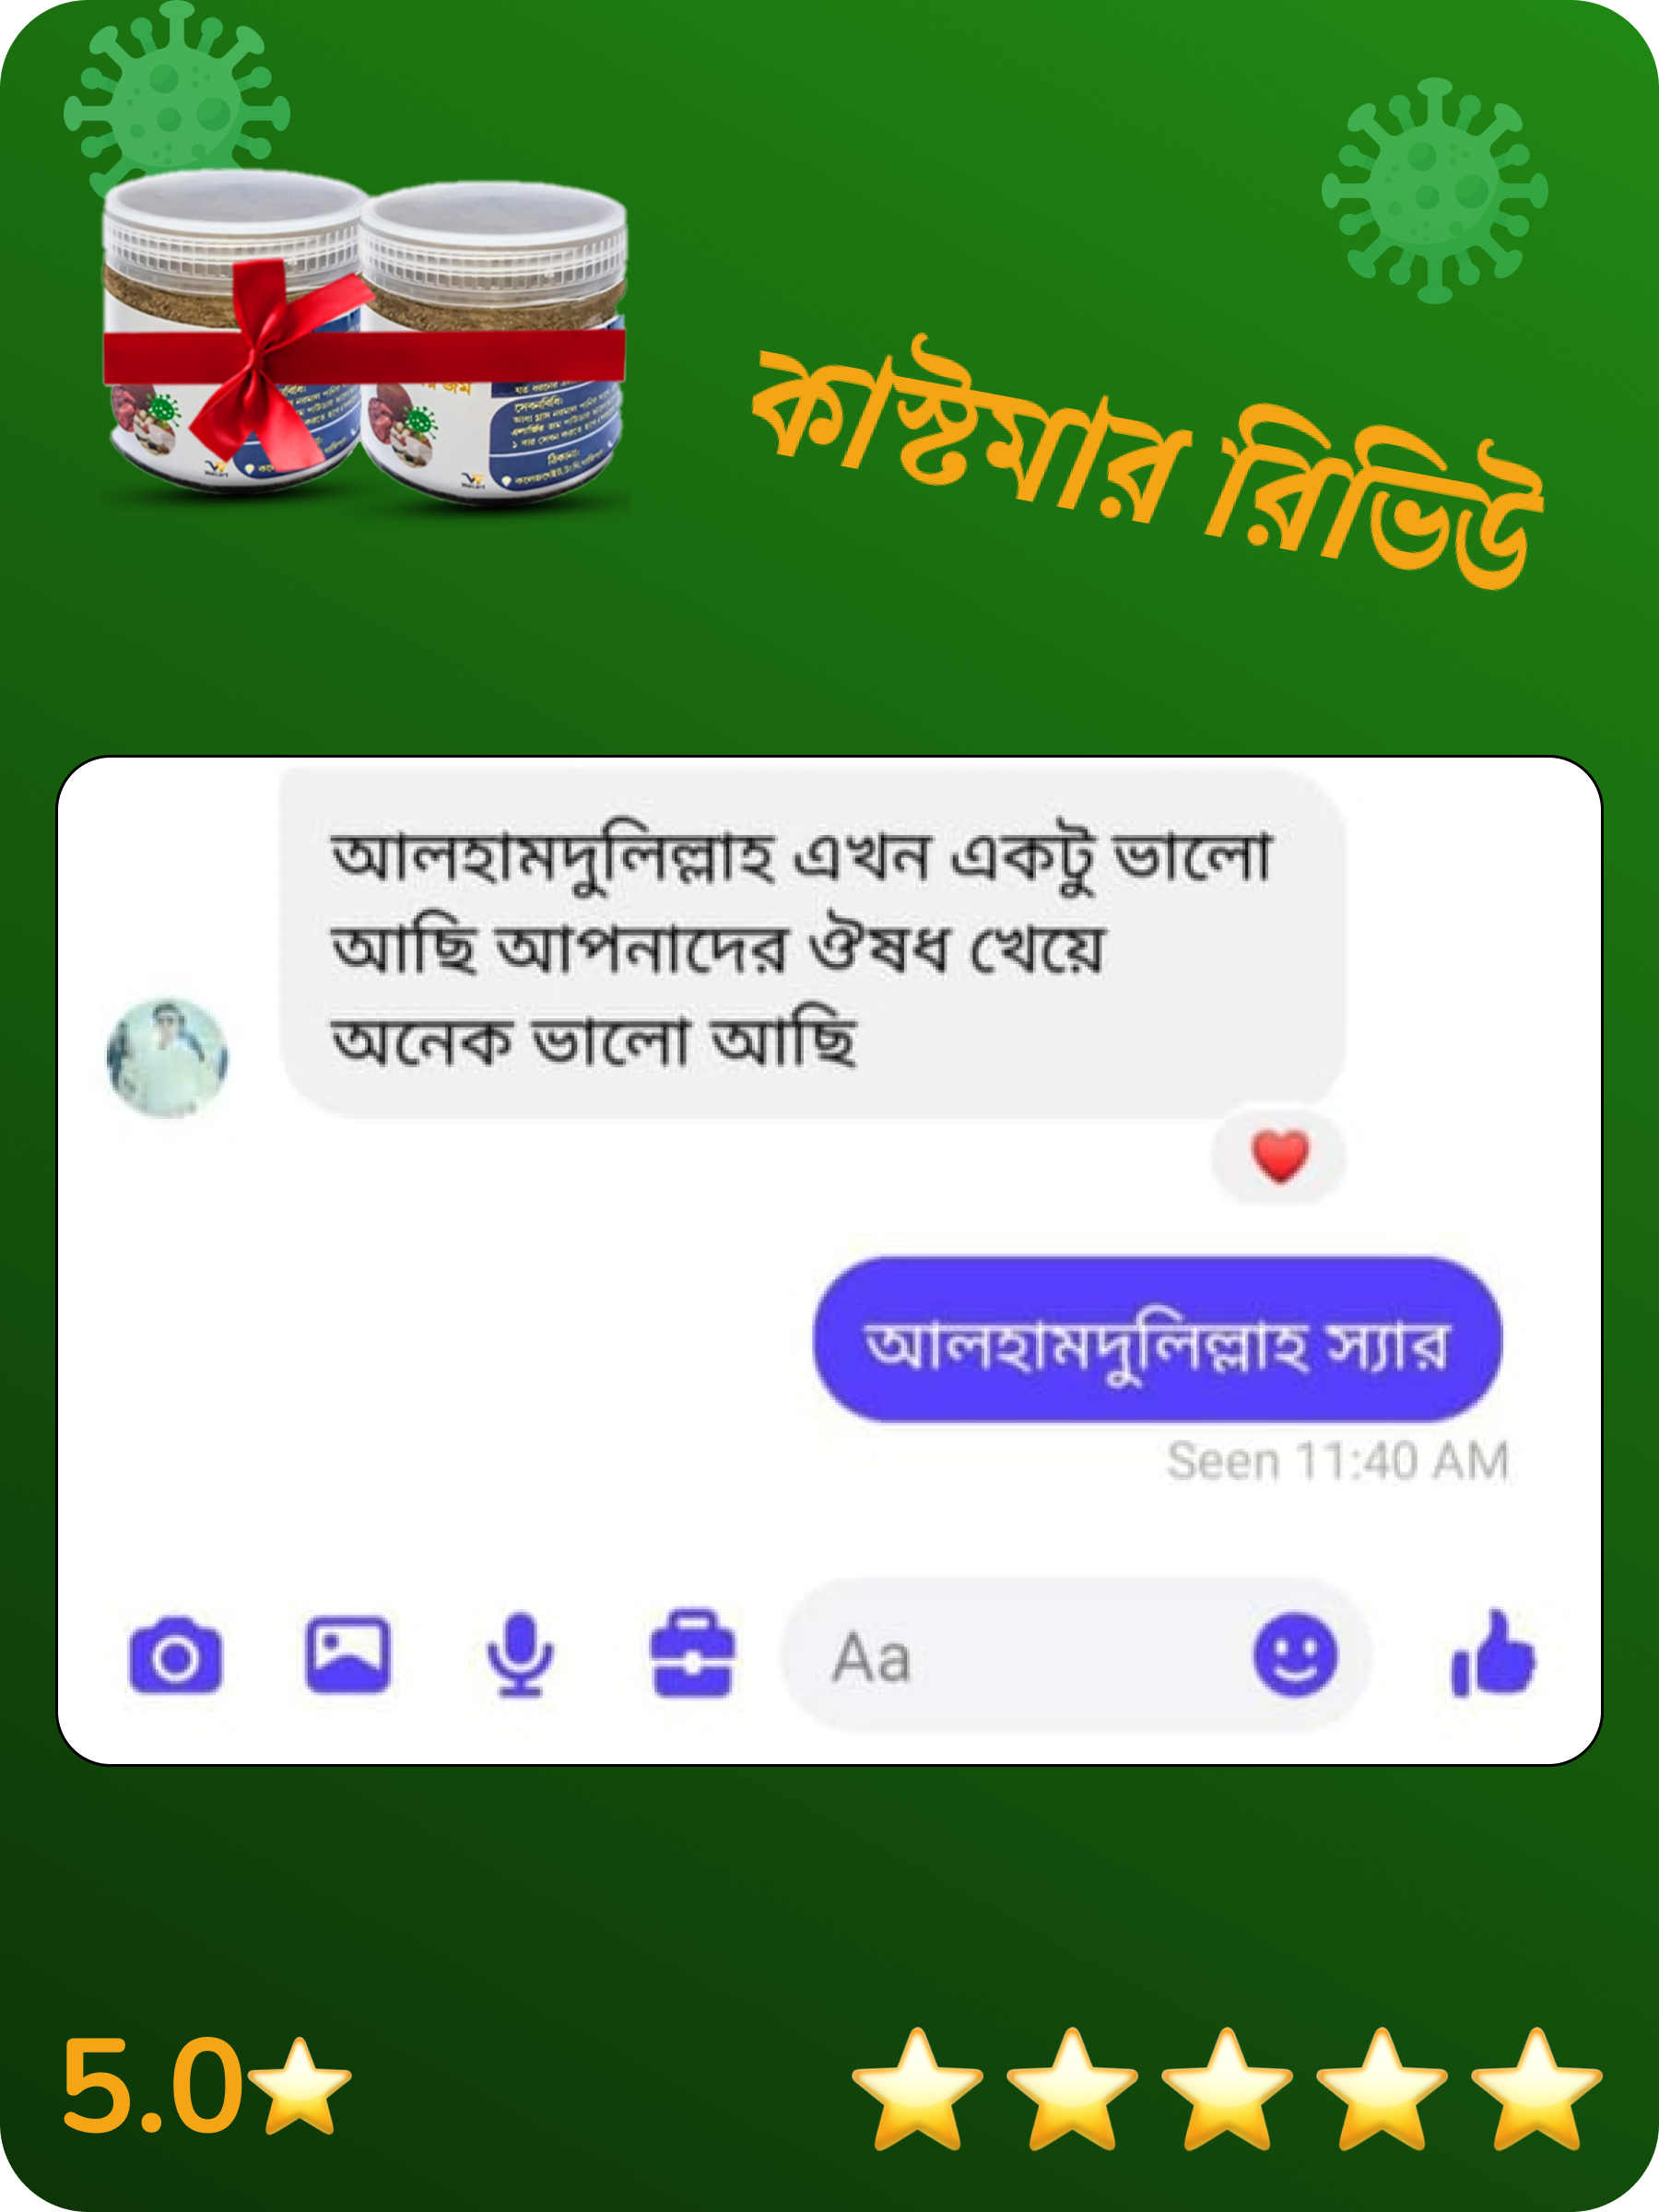 কাস্টমার রিভিউ
সেবনবিধি:
ঠিকানা:
আলহামদুলিল্লাহ এখন একটু ভালো
আছি আপনাদের ঔষধ খেয়ে
অনেক ভালো আছি
আলহামদুলিল্লাহ স্যার
Seen 11:40 AM
Aa
5.0